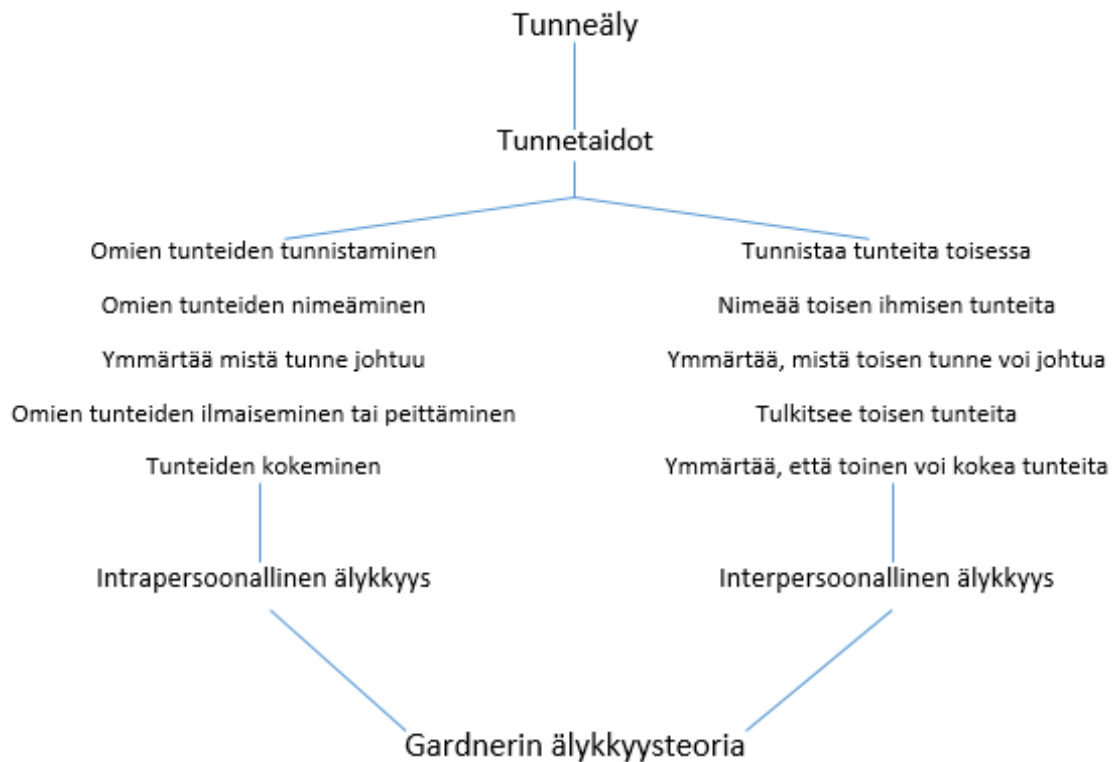 Tunneäly
Tunnetaidot
Omien tunteiden tunnistaminen
Omien tunteiden nimeäminen
Ymmärtää mistä tunne johtuu
Omien tunteiden ilmaiseminen tai peittäminen
Tunteiden kokeminen
Intrapersoonallinen älykkyys
Tunnistaa tunteita toisessa
Nimeää toisen ihmisen tunteita
Ymmärtää, mistä toisen tunne voi johtua
Tulkitsee toisen tunteita
Ymmärtää, että toinen voi kokea tunteita
Interpersoonallinen älykkyys
Gardnerin älykkyysteoria